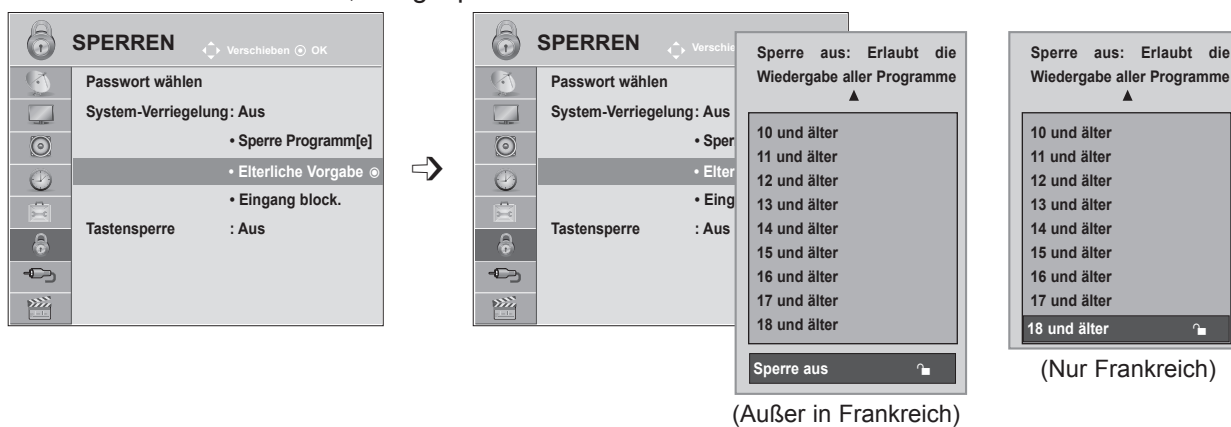 SPERREN
Verschieben OK
Passwort wählen
System-Verriegelung: Aus
• Sperre Programm[e]
• Elterliche Vorgabe
• Eingang block.
Tastensperre : Aus
SPERREN
Passwort wählen
System-Verriegelung: Aus
• Sper
• Elter
• Eing
Tastensperre : Aus
Sperre aus: Erlaubt die
Wiedergabe aller Programme
10 und älter
11 und älter
12 und älter
13 und älter
14 und älter
15 und älter
16 und älter
17 und älter
18 und älter
Sperre aus
(Außer in Frankreich)
Sperre aus: Erlaubt die
Wiedergabe aller Programme
10 und älter
11 und älter
12 und älter
13 und älter
14 und älter
15 und älter
16 und älter
17 und älter
18 und älter
(Nur Frankreich)